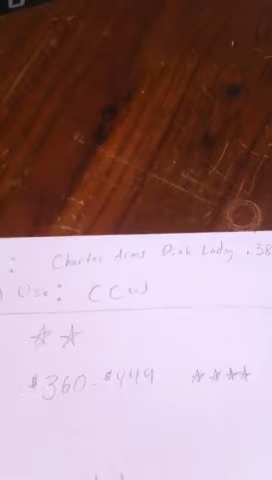 : Charter Arms Pink Lady .38
Use: CCW
☆ ☆
$360-$449 ☆☆☆☆